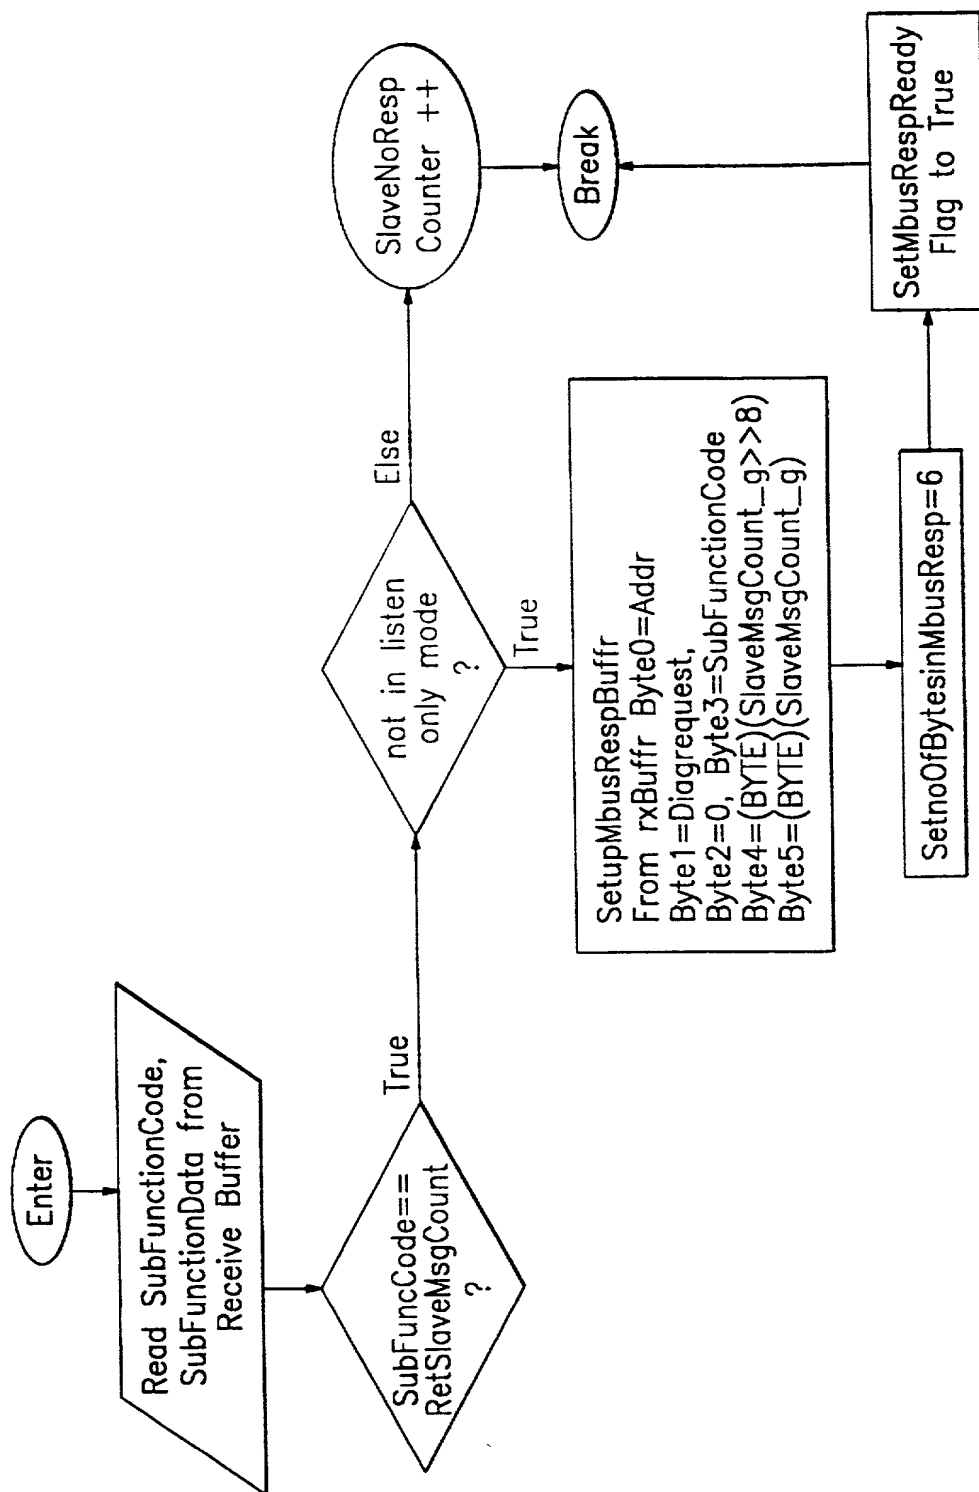 Enter
Read SubFunctionCode,
SubFunctionData from
Receive Buffer
SubFuncCode==
RetSlaveMsgCount
?
True
not in listen
only mode
?
Else
SlaveNoResp
Counter ++
True
SetupMbusRespBuffr
From rxBuffr Byte0=Addr
Byte1=Diagrequest,
Byte2=0, Byte3=SubFunctionCode
Byte4=(BYTE)(SlaveMsgCount_g>>8)
Byte5=(BYTE)(SlaveMsgCount_g)
SetnoOfBytesinMbusResp=6
SetMbusRespReady
Flag to True
Break